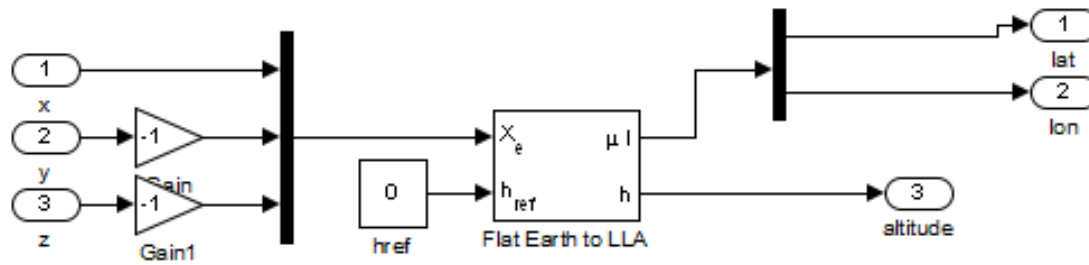 1
x
2
y
3
z
-1
Gain
-1
Gain1
0
href
Xe
href
μ l
h
Flat Earth to LLA
1
lat
2
lon
3
altitude